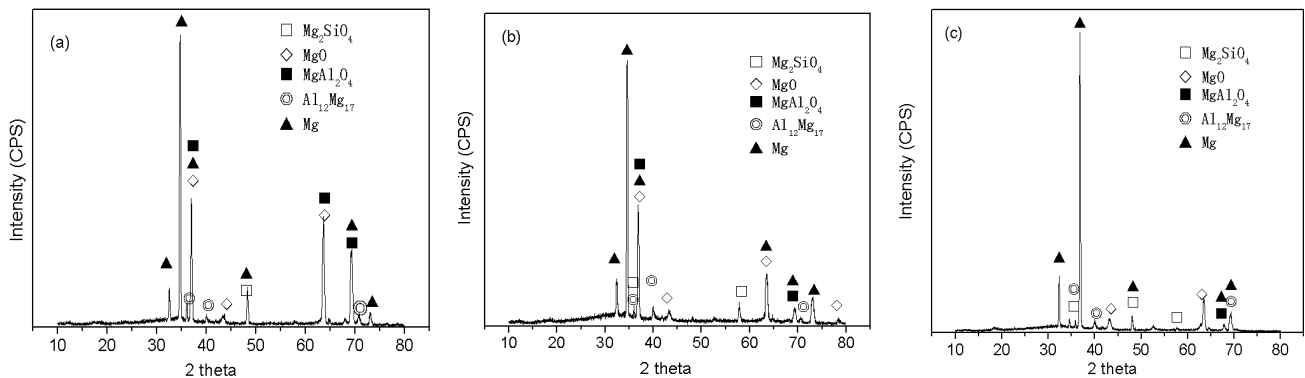 (a)
Mg₂SiO₄
MgO
MgAl₂O₄
Al₁₂Mg₁₇
Mg
Intensity (CPS)
10 20 30 40 50 60 70 80
2 theta
(b)
Mg₂SiO₄
MgO
MgAl₂O₄
Al₁₂Mg₁₇
Mg
Intensity (CPS)
10 20 30 40 50 60 70 80
2 theta
(c)
Mg₂SiO₄
MgO
MgAl₂O₄
Al₁₂Mg₁₇
Mg
Intensity (CPS)
10 20 30 40 50 60 70 80
2 theta